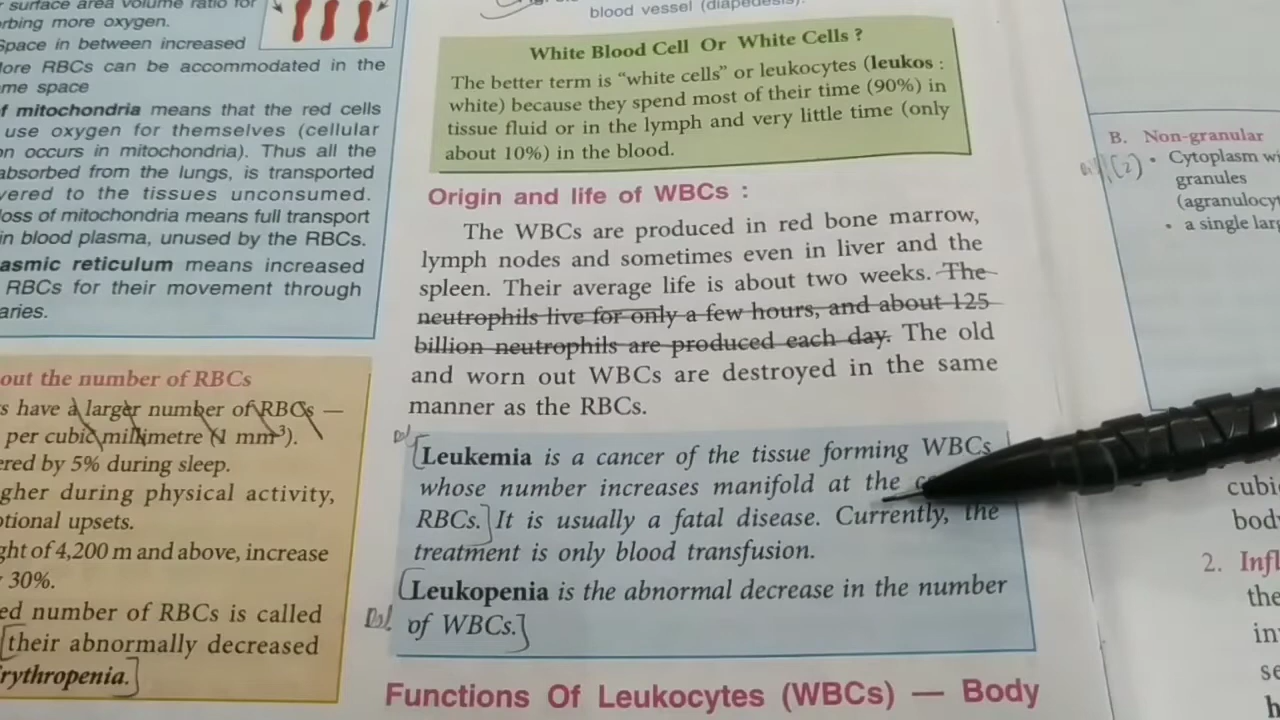 surface area volume ratio for
rbing more oxygen.
Space in between increased
More RBCs can be accommodated in the
me space
of mitochondria means that the red cells
use oxygen for themselves (cellular
on occurs in mitochondria). Thus all the
absorbed from the lungs, is transported
vered to the tissues unconsumed.
loss of mitochondria means full transport
in blood plasma, unused by the RBCs.
asmic reticulum means increased
RBCs for their movement through
aries.
out the number of RBCs
s have a larger number of RBCs —
per cubic millimetre (1 mm³).
ered by 5% during sleep.
gher during physical activity,
otional upsets.
ght of 4,200 m and above, increase
30%.
ed number of RBCs is called
their abnormally decreased
rythropenia.
blood vessel (diapedesis).
White Blood Cell Or White Cells ?
The better term is "white cells" or leukocytes (leukos :
white) because they spend most of their time (90%) in
tissue fluid or in the lymph and very little time (only
about 10%) in the blood.
Origin and life of WBCs :
The WBCs are produced in red bone marrow,
lymph nodes and sometimes even in liver and the
spleen. Their average life is about two weeks. The
neutrophils live for only a few hours, and about 125
billion neutrophils are produced each day. The old
and worn out WBCs are destroyed in the same
manner as the RBCs.
Leukemia is a cancer of the tissue forming WBCs
whose number increases manifold at the
RBCs. It is usually a fatal disease. Currently, the
treatment is only blood transfusion.
Leukopenia is the abnormal decrease in the number
of WBCs.
Functions Of Leukocytes (WBCs) — Body
B. Non-granular
(2) • Cytoplasm wi
granules
(agranulocyt
• a single lar
cubi
bod
2. Infl
the
in
se